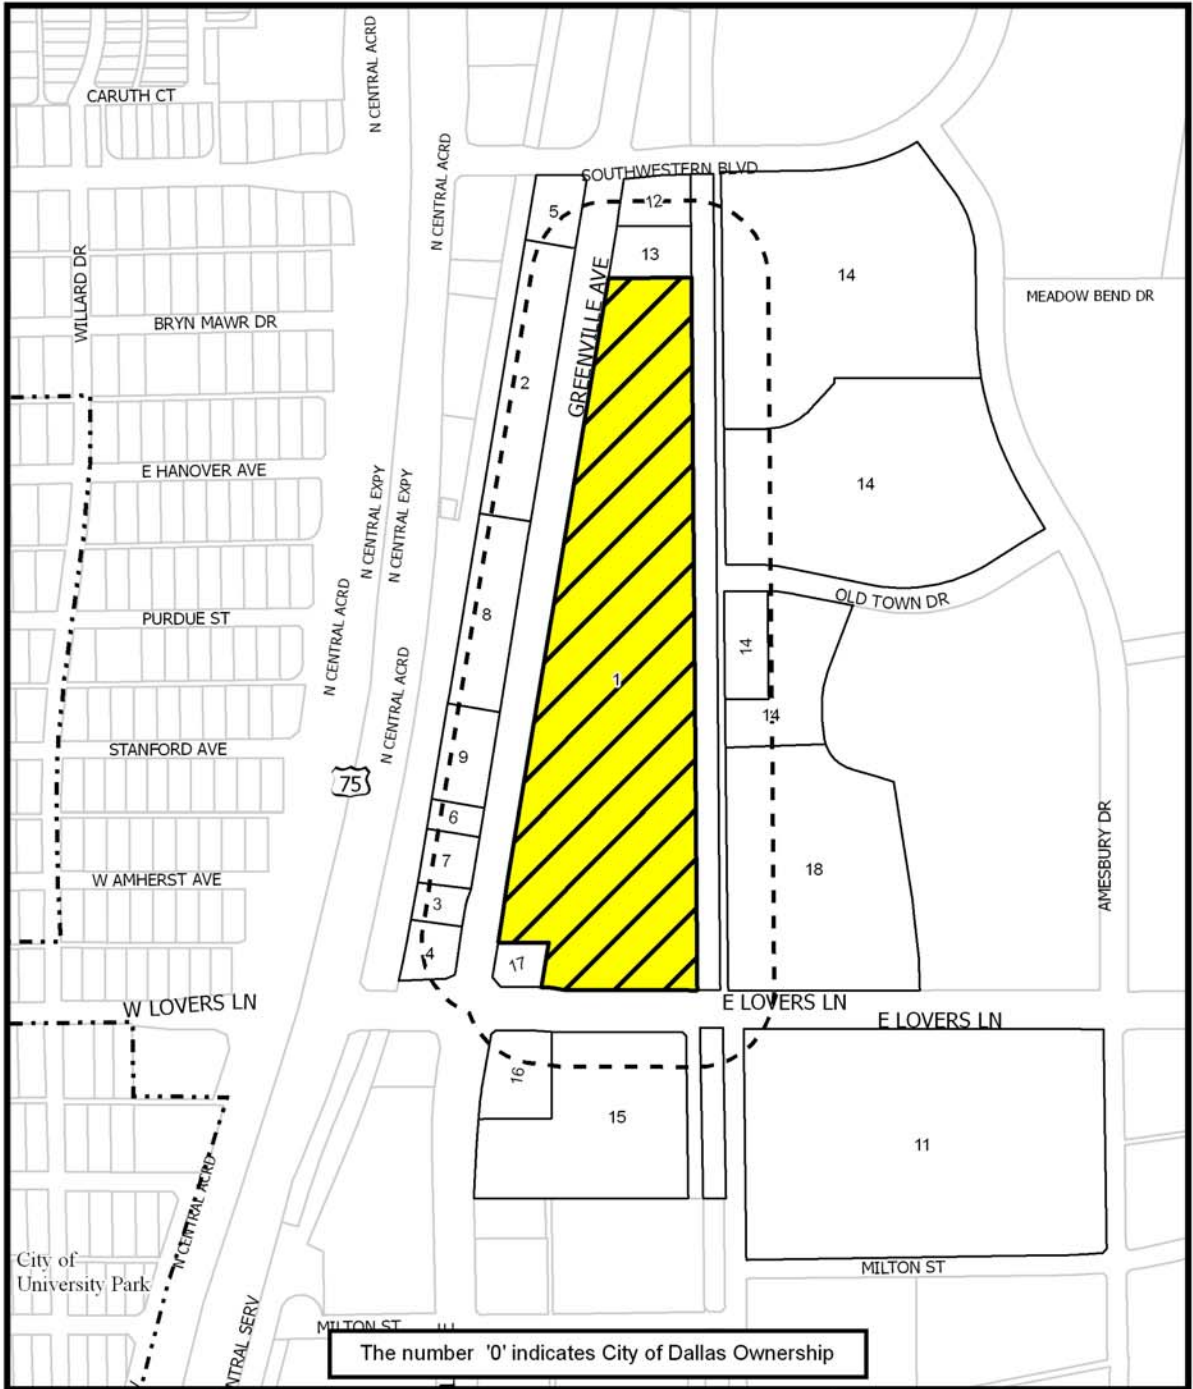 CARUTH CT
N CENTRAL ACRD
N CENTRAL ACRD
SOUTHWESTERN BLVD
5
12
13
14
WILLARD DR
GREENVILLE AVE
MEADOW BEND DR
BRYN MAWR DR
2
E HANOVER AVE
N CENTRAL EXPY
N CENTRAL EXPY
14
OLD TOWN DR
8
PURDUE ST
N CENTRAL ACRD
N CENTRAL ACRD
14
1
14
STANFORD AVE
9
75
6
7
W AMHERST AVE
18
AMESBURY DR
3
4
17
W LOVERS LN
E LOVERS LN
E LOVERS LN
16
15
11
N CENTRAL ACRD
City of
University Park
MILTON ST
MILTON ST
The number '0' indicates City of Dallas Ownership